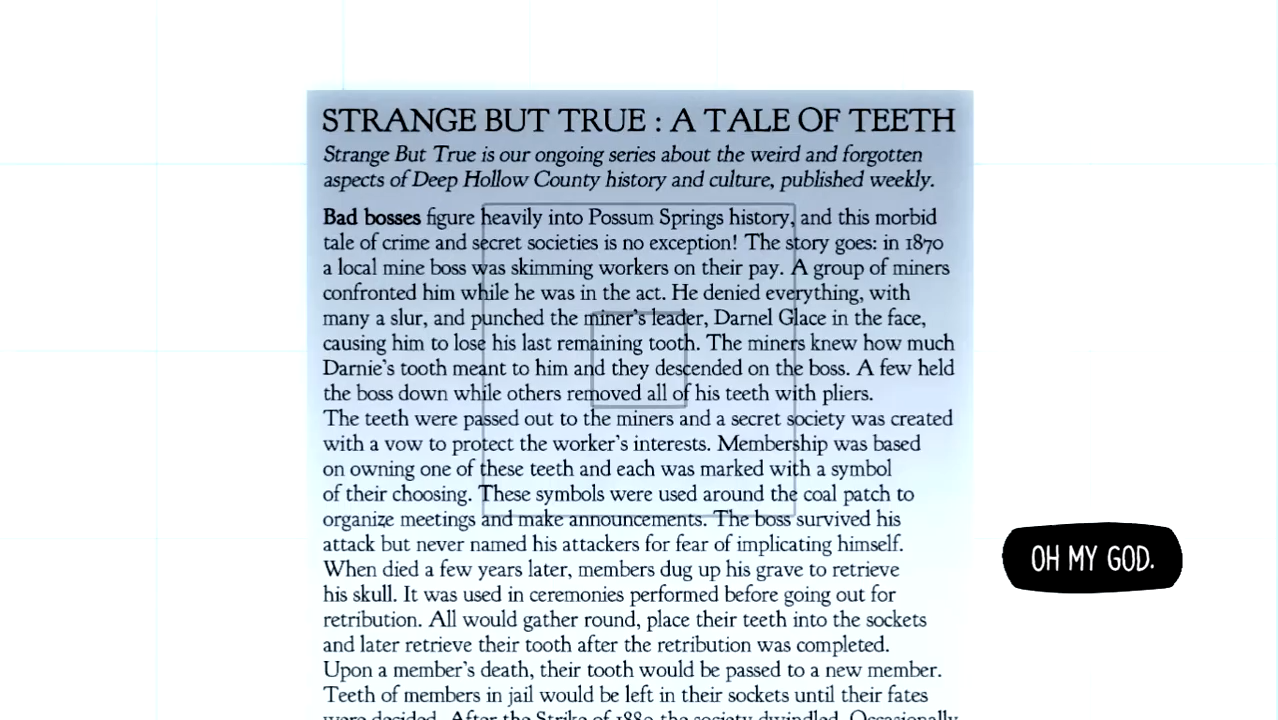 STRANGE BUT TRUE : A TALE OF TEETH
Strange But True is our ongoing series about the weird and forgotten
aspects of Deep Hollow County history and culture, published weekly.
Bad bosses figure heavily into Possum Springs history, and this morbid
tale of crime and secret societies is no exception! The story goes: in 1870
a local mine boss was skimming workers on their pay. A group of miners
confronted him while he was in the act. He denied everything, with
many a slur, and punched the miner's leader, Darnel Glace in the face,
causing him to lose his last remaining tooth. The miners knew how much
Darnie's tooth meant to him and they descended on the boss. A few held
the boss down while others removed all of his teeth with pliers.
The teeth were passed out to the miners and a secret society was created
with a vow to protect the worker's interests. Membership was based
on owning one of these teeth and each was marked with a symbol
of their choosing. These symbols were used around the coal patch to
organize meetings and make announcements. The boss survived his
attack but never named his attackers for fear of implicating himself.
When died a few years later, members dug up his grave to retrieve
his skull. It was used in ceremonies performed before going out for
retribution. All would gather round, place their teeth into the sockets
and later retrieve their tooth after the retribution was completed.
Upon a member's death, their tooth would be passed to a new member.
Teeth of members in jail would be left in their sockets until their fates
were decided. After the Strike of 1880 the society dwindled. Occasionally
OH MY GOD.